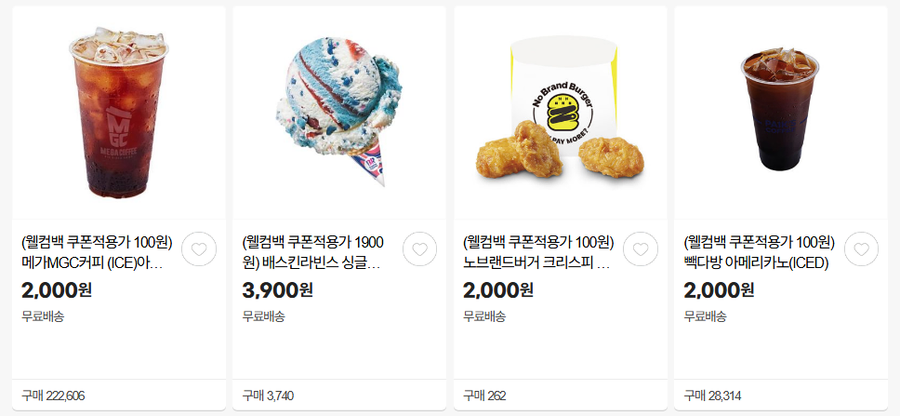 MGC
MEGA COFFEE
(웰컴백 쿠폰적용가 100원)
메가MGC커피 (ICE)아…
2,000원
무료배송
구매 222,606
BR
(웰컴백 쿠폰적용가 1900
원) 배스킨라빈스 싱글…
3,900원
무료배송
구매 3,740
No Brand Burger
PAY MORE?
(웰컴백 쿠폰적용가 100원)
노브랜드버거 크리스피 …
2,000원
무료배송
구매 262
(웰컴백 쿠폰적용가 100원)
빽다방 아메리카노(ICED)
2,000원
무료배송
구매 28,314